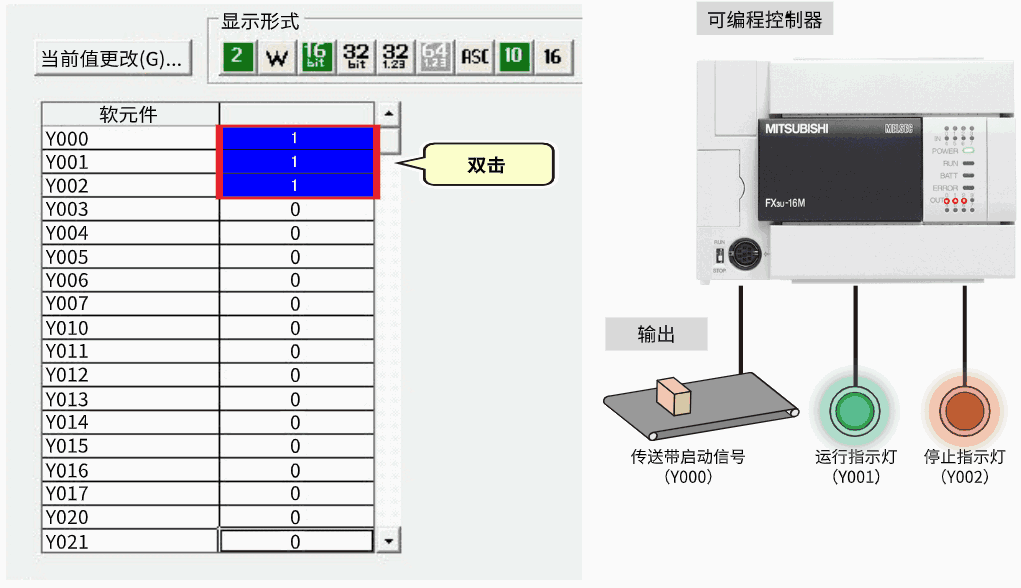 显示形式
当前值更改(G)...
2
W
16 bit
32 bit
32 1.23
64 1.23
ASC
10
16
软元件
Y000 1
Y001 1
Y002 1
Y003 0
Y004 0
Y005 0
Y006 0
Y007 0
Y010 0
Y011 0
Y012 0
Y013 0
Y014 0
Y015 0
Y016 0
Y017 0
Y020 0
Y021 0
双击
可编程控制器
MITSUBISHI
MELSEC
IN
POWER
RUN
BATT
ERROR
OUT
FX3U-16M
RUN
STOP
输出
传送带启动信号
(Y000)
运行指示灯
(Y001)
停止指示灯
(Y002)